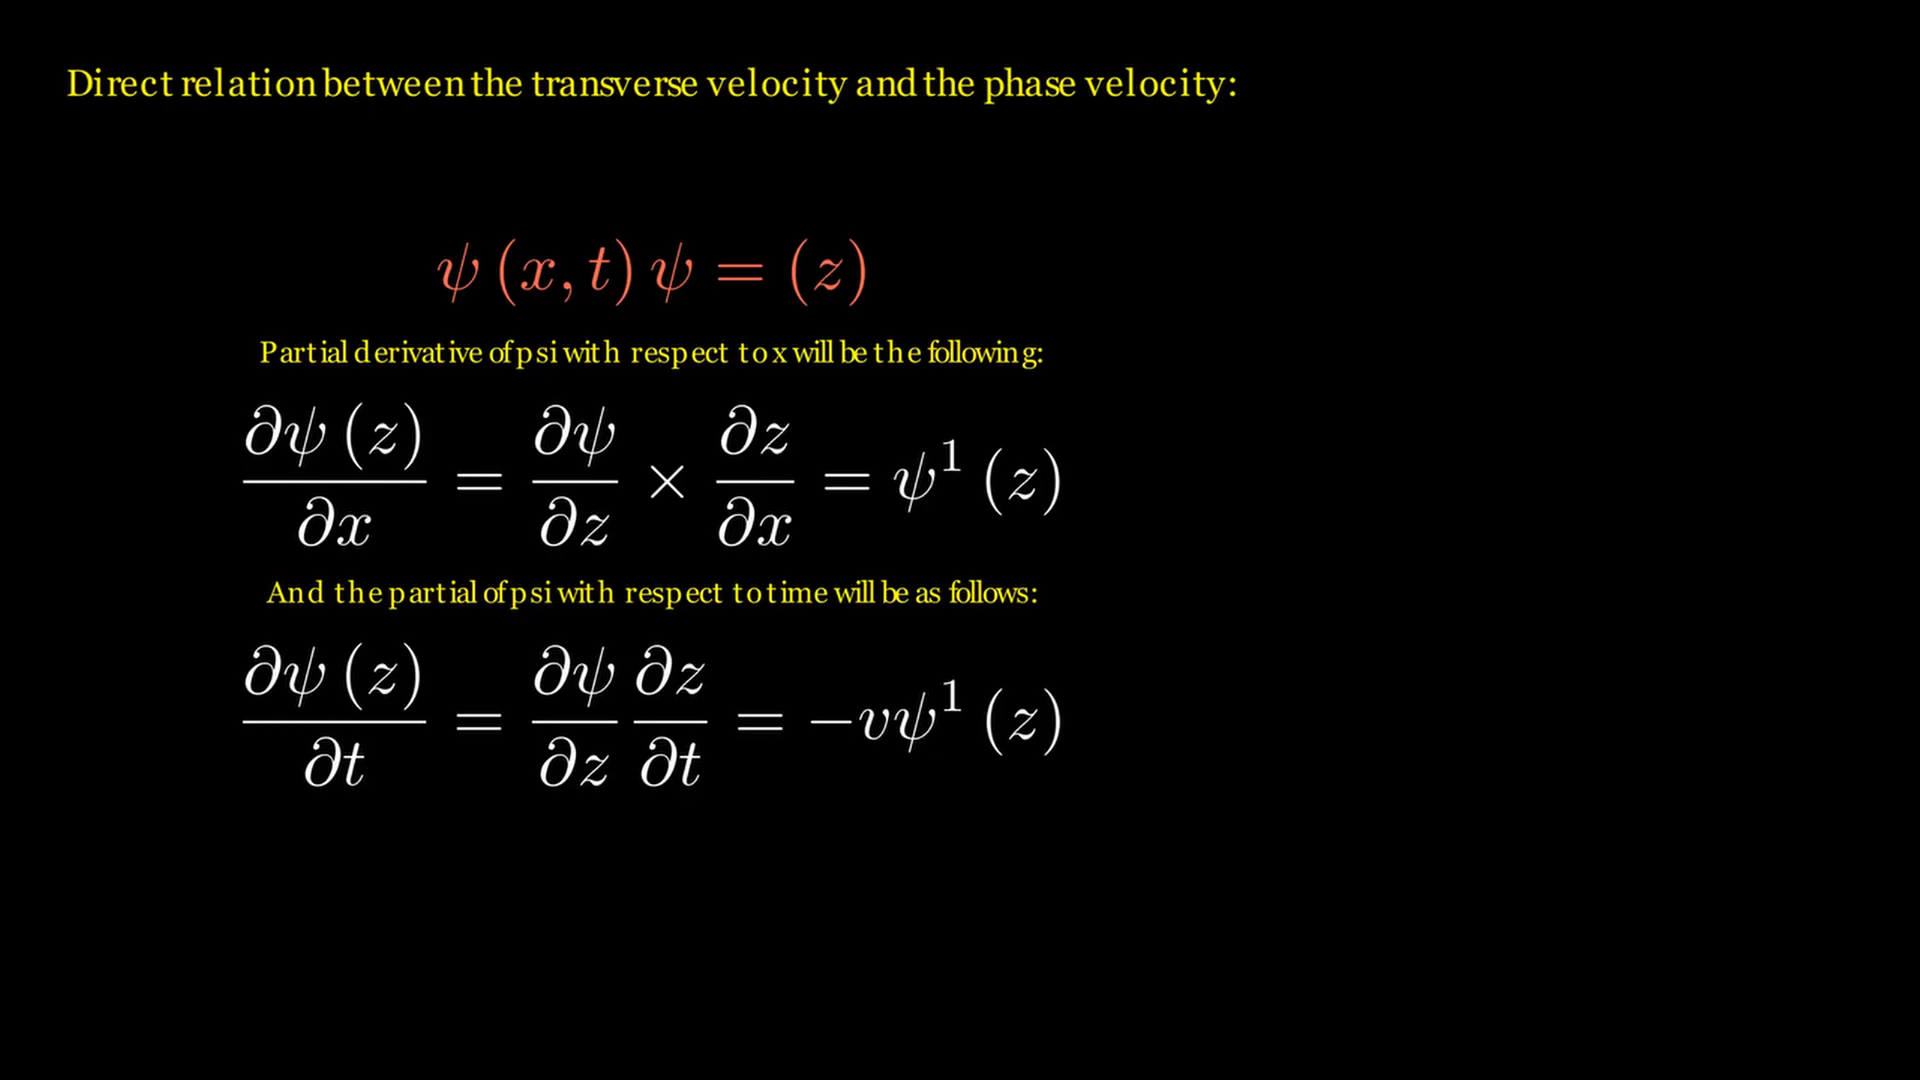 Direct relation between the transverse velocity and the phase velocity:
ψ (x, t) ψ = (z)
Partial derivative of psi with respect to x will be the following:
∂ψ (z) / ∂x = ∂ψ / ∂z × ∂z / ∂x = ψ¹ (z)
And the partial of psi with respect to time will be as follows:
∂ψ (z) / ∂t = ∂ψ / ∂z ∂z / ∂t = −vψ¹ (z)